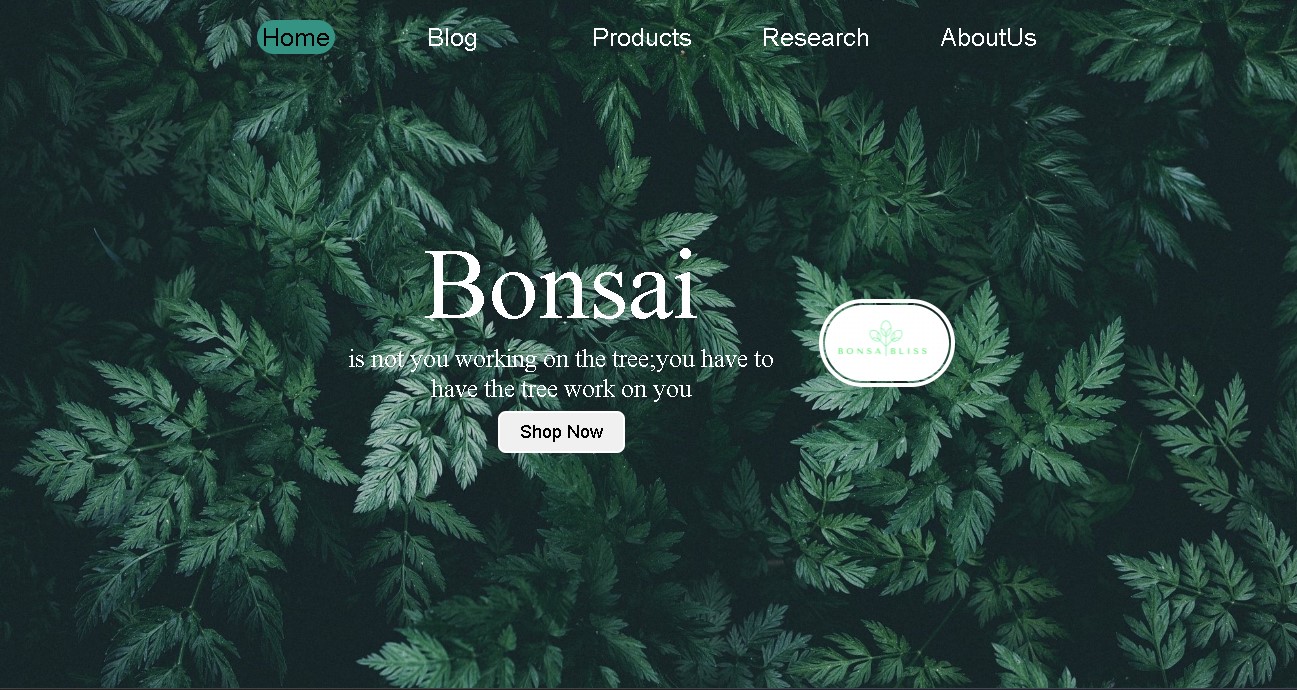 Home Blog Products Research AboutUs
Bonsai
is not you working on the tree;you have to
have the tree work on you
Shop Now
BONSAI BLISS